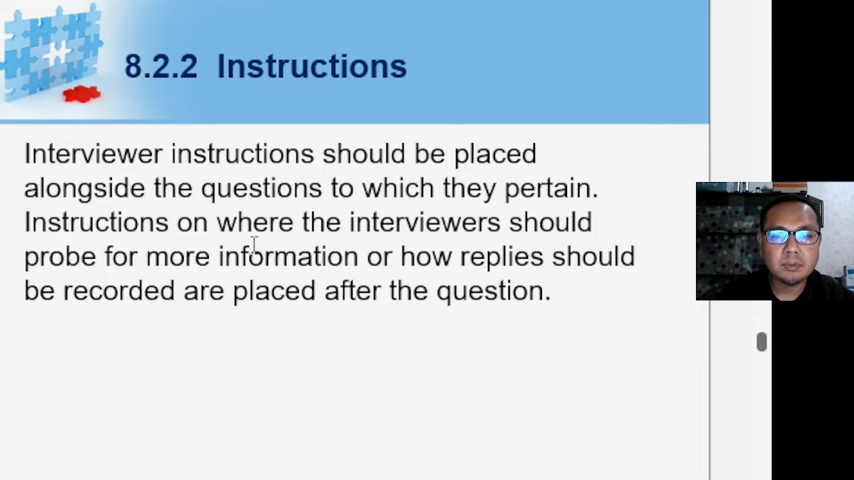 8.2.2 Instructions
Interviewer instructions should be placed
alongside the questions to which they pertain.
Instructions on where the interviewers should
probe for more information or how replies should
be recorded are placed after the question.